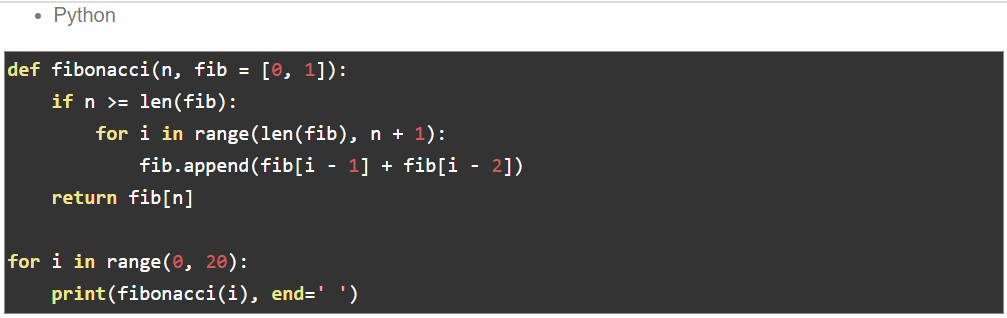 • Python
def fibonacci(n, fib = [0, 1]):
    if n >= len(fib):
        for i in range(len(fib), n + 1):
            fib.append(fib[i - 1] + fib[i - 2])
    return fib[n]

for i in range(0, 20):
    print(fibonacci(i), end=' ')